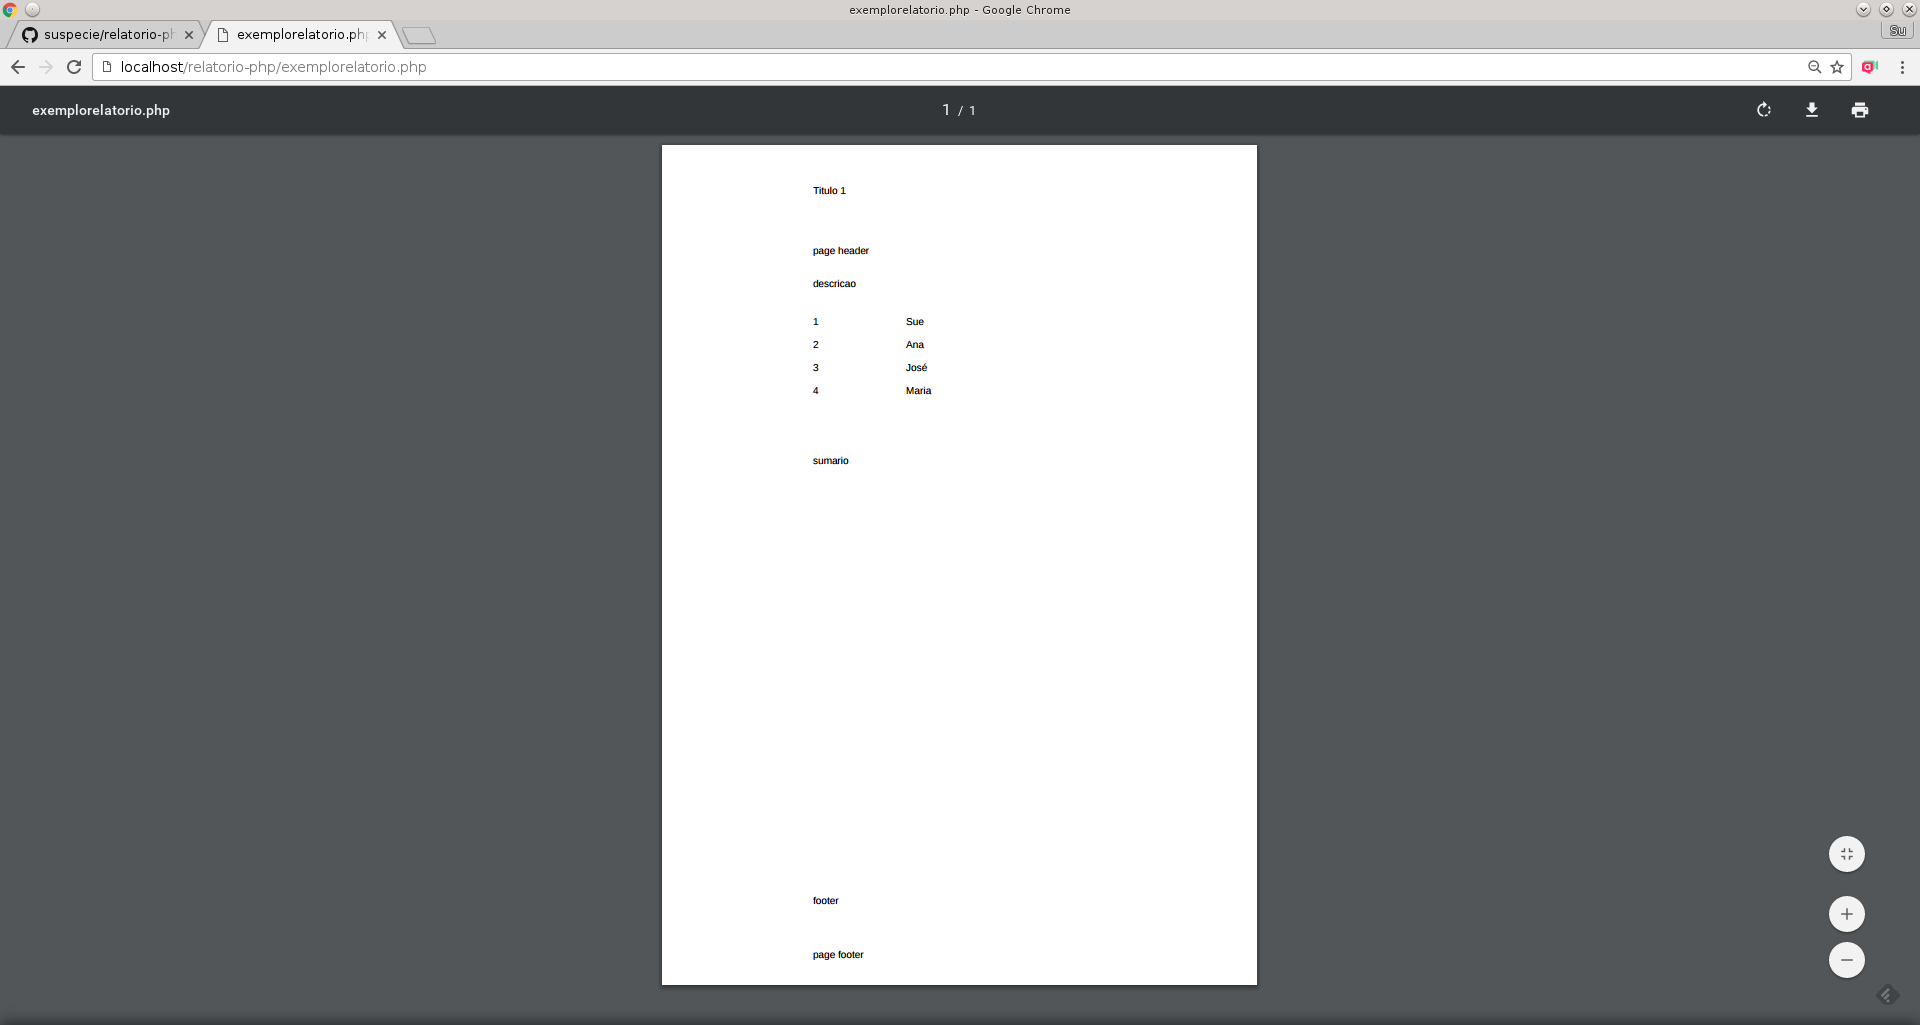 exemplorelatorio.php - Google Chrome
Su
suspecie/relatorio-ph
exemplorelatorio.php
localhost/relatorio-php/exemplorelatorio.php
exemplorelatorio.php
1 / 1
Titulo 1
page header
descricao
1 Sue
2 Ana
3 José
4 Maria
sumario
footer
page footer